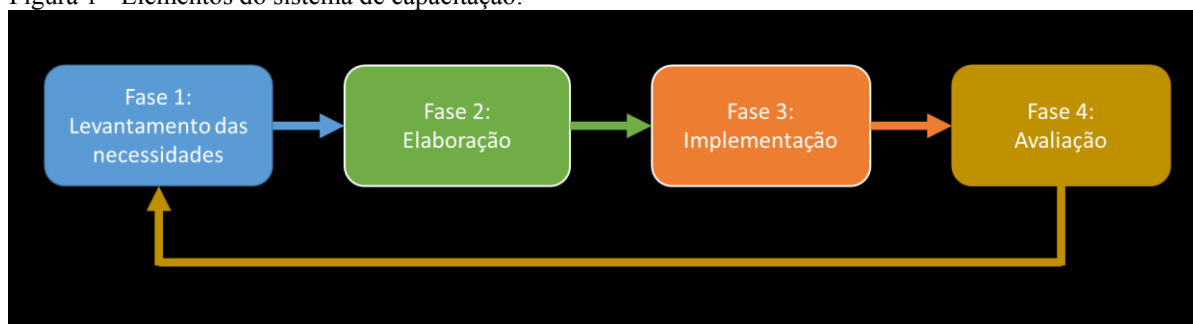 Figura 1 - Elementos do sistema de capacitação.
Fase 1:
Levantamento das
necessidades
Fase 2:
Elaboração
Fase 3:
Implementação
Fase 4:
Avaliação